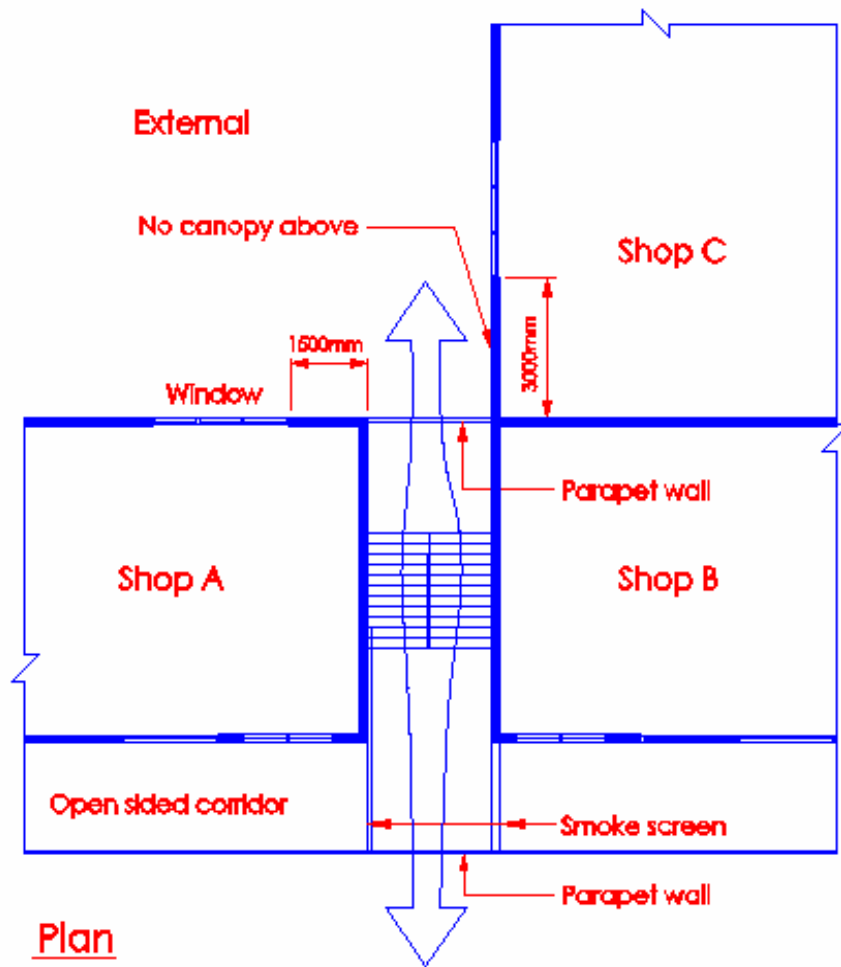 External
No canopy above
Shop C
1500mm
3000mm
Window
Parapet wall
Shop A
Shop B
Open sided corridor
Smoke screen
Parapet wall
Plan